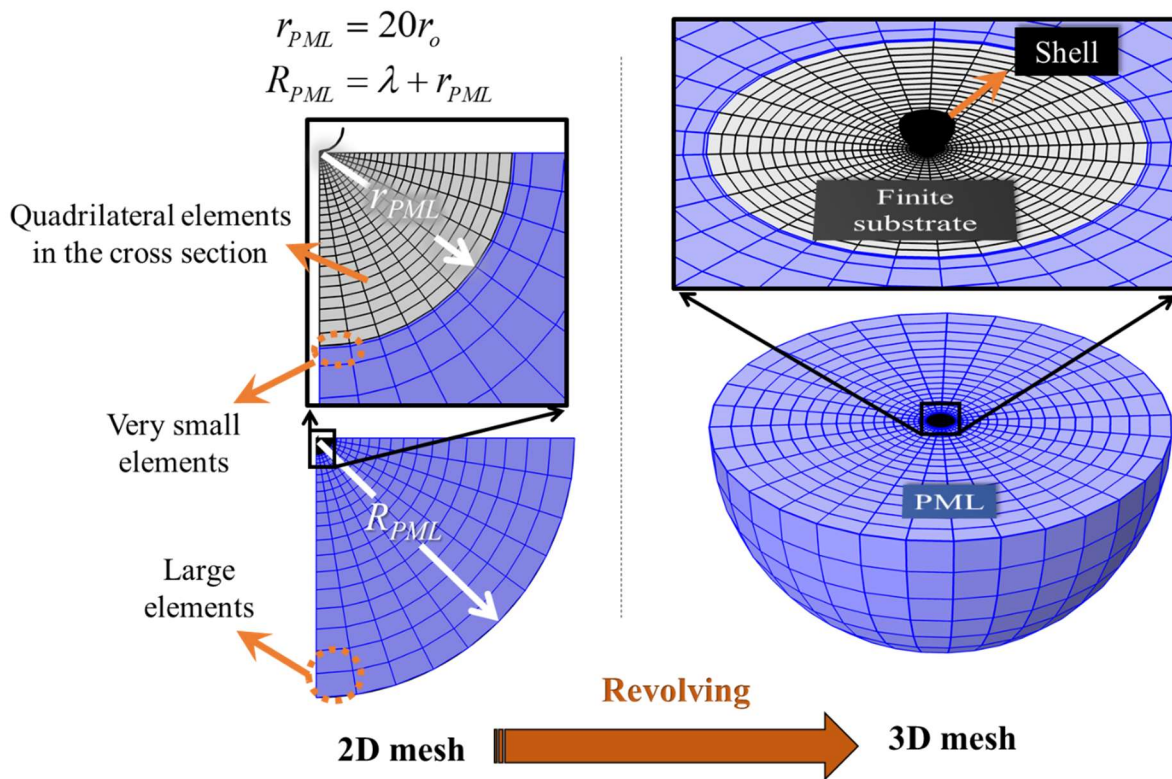 r_PML = 20r_o
R_PML = λ + r_PML
Quadrilateral elements
in the cross section
r_PML
Very small
elements
R_PML
Large
elements
Shell
Finite
substrate
PML
Revolving
2D mesh
3D mesh